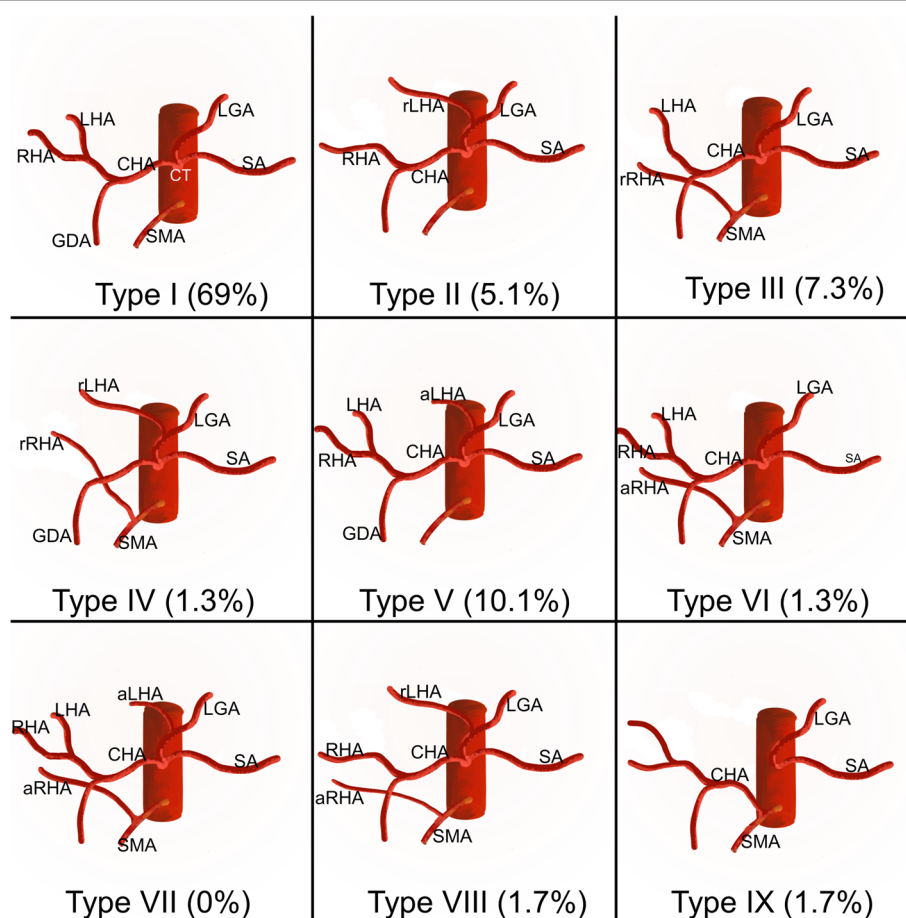 LHA
LGA
RHA
CHA
SA
CT
GDA
SMA
Type I (69%)
rLHA
LGA
RHA
SA
CHA
Type II (5.1%)
LHA
LGA
CHA
SA
rRHA
SMA
Type III (7.3%)
rLHA
LGA
rRHA
SA
GDA
SMA
Type IV (1.3%)
aLHA
LHA
LGA
CHA
RHA
SA
GDA
Type V (10.1%)
LGA
LHA
RHA
CHA
SA
aRHA
SMA
Type VI (1.3%)
aLHA
LHA
LGA
RHA
CHA
SA
aRHA
SMA
Type VII (0%)
rLHA
LGA
RHA
CHA
SA
aRHA
SMA
Type VIII (1.7%)
LGA
SA
CHA
SMA
Type IX (1.7%)